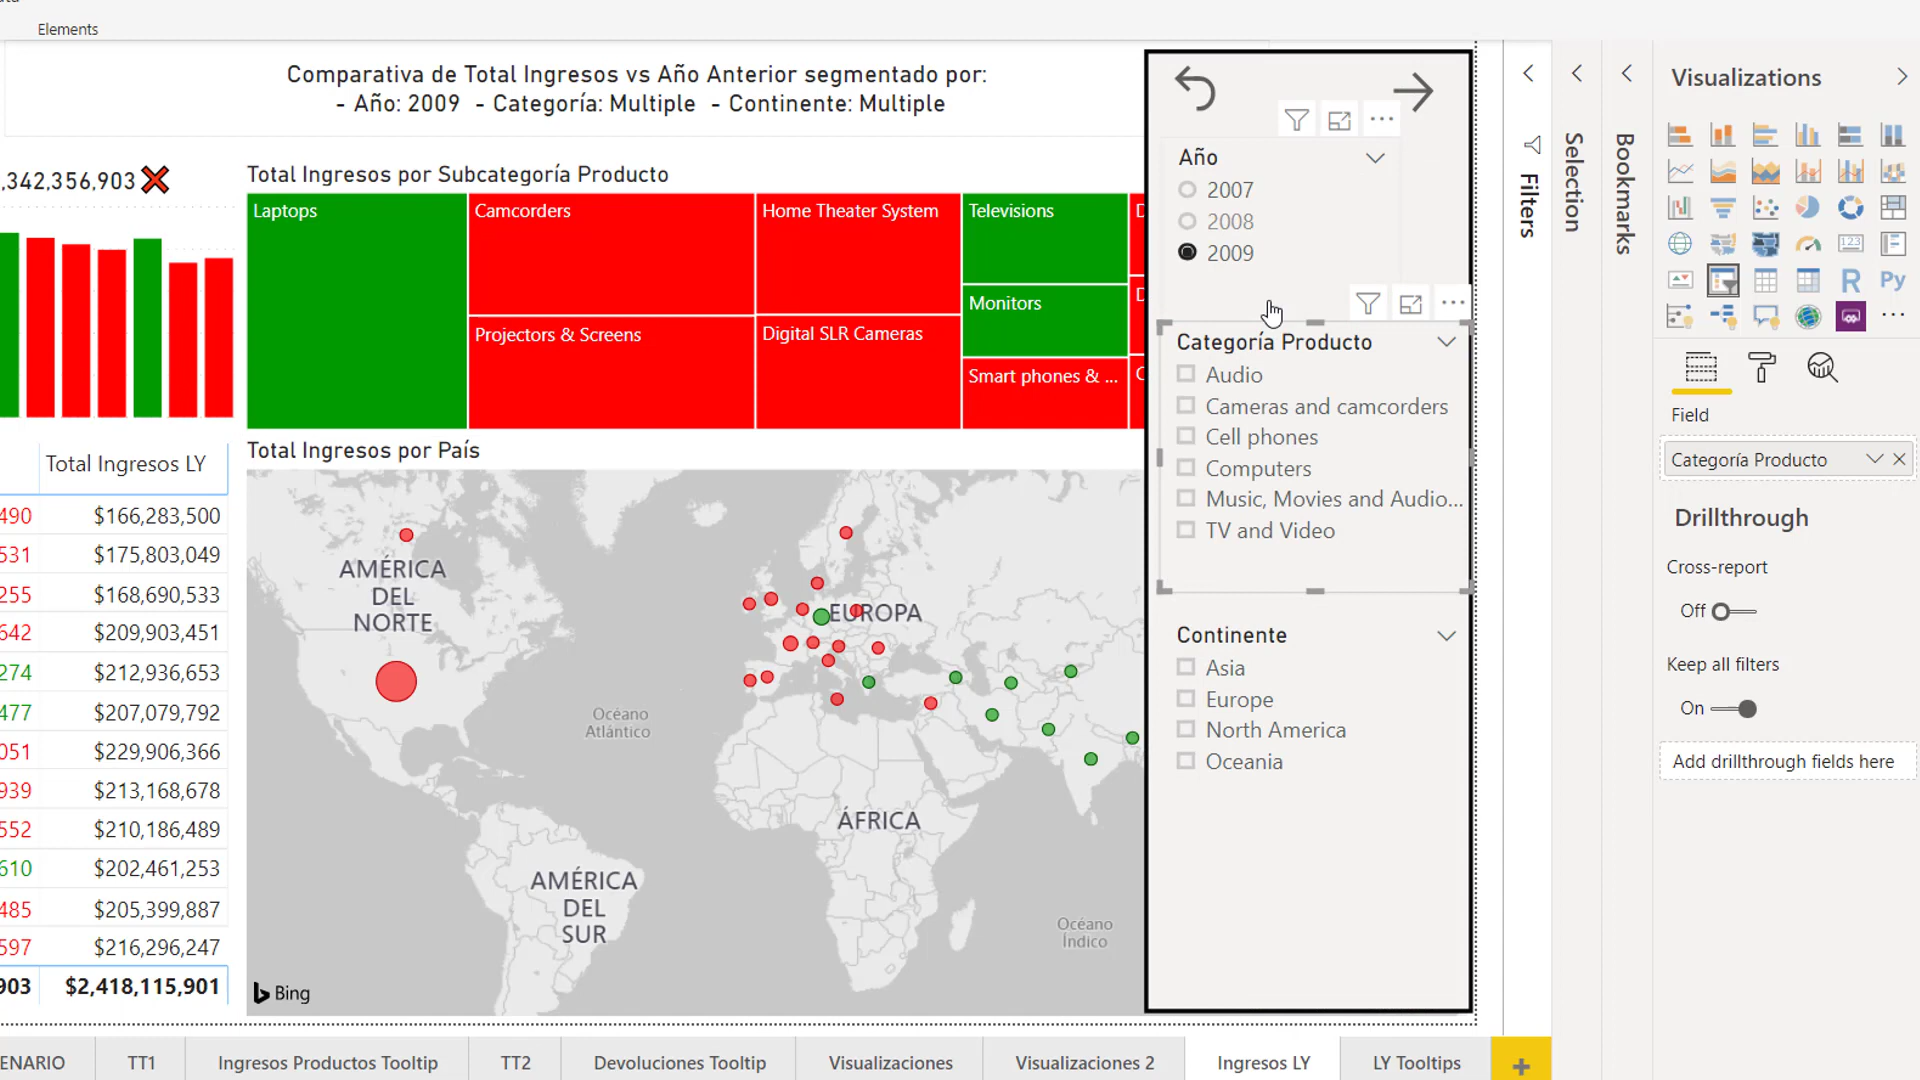 Elements
Comparativa de Total Ingresos vs Año Anterior segmentado por:
- Año: 2009 - Categoría: Multiple - Continente: Multiple
,342,356,903
Total Ingresos por Subcategoría Producto
Laptops
Camcorders
Projectors & Screens
Home Theater System
Digital SLR Cameras
Televisions
Monitors
Smart phones & ...
Total Ingresos LY
490 $166,283,500
531 $175,803,049
255 $168,690,533
642 $209,903,451
274 $212,936,653
477 $207,079,792
051 $229,906,366
939 $213,168,678
552 $210,186,489
610 $202,461,253
485 $205,399,887
597 $216,296,247
903 $2,418,115,901
Total Ingresos por País
AMÉRICA
DEL
NORTE
EUROPA
Océano
Atlántico
ÁFRICA
AMÉRICA
DEL
SUR
Océano
Índico
Bing
Año
2007
2008
2009
Categoría Producto
Audio
Cameras and camcorders
Cell phones
Computers
Music, Movies and Audio...
TV and Video
Continente
Asia
Europe
North America
Oceania
Filters
Selection
Bookmarks
Visualizations
123
R
Py
Field
Categoría Producto
Drillthrough
Cross-report
Off
Keep all filters
On
Add drillthrough fields here
ENARIO
TT1
Ingresos Productos Tooltip
TT2
Devoluciones Tooltip
Visualizaciones
Visualizaciones 2
Ingresos LY
LY Tooltips